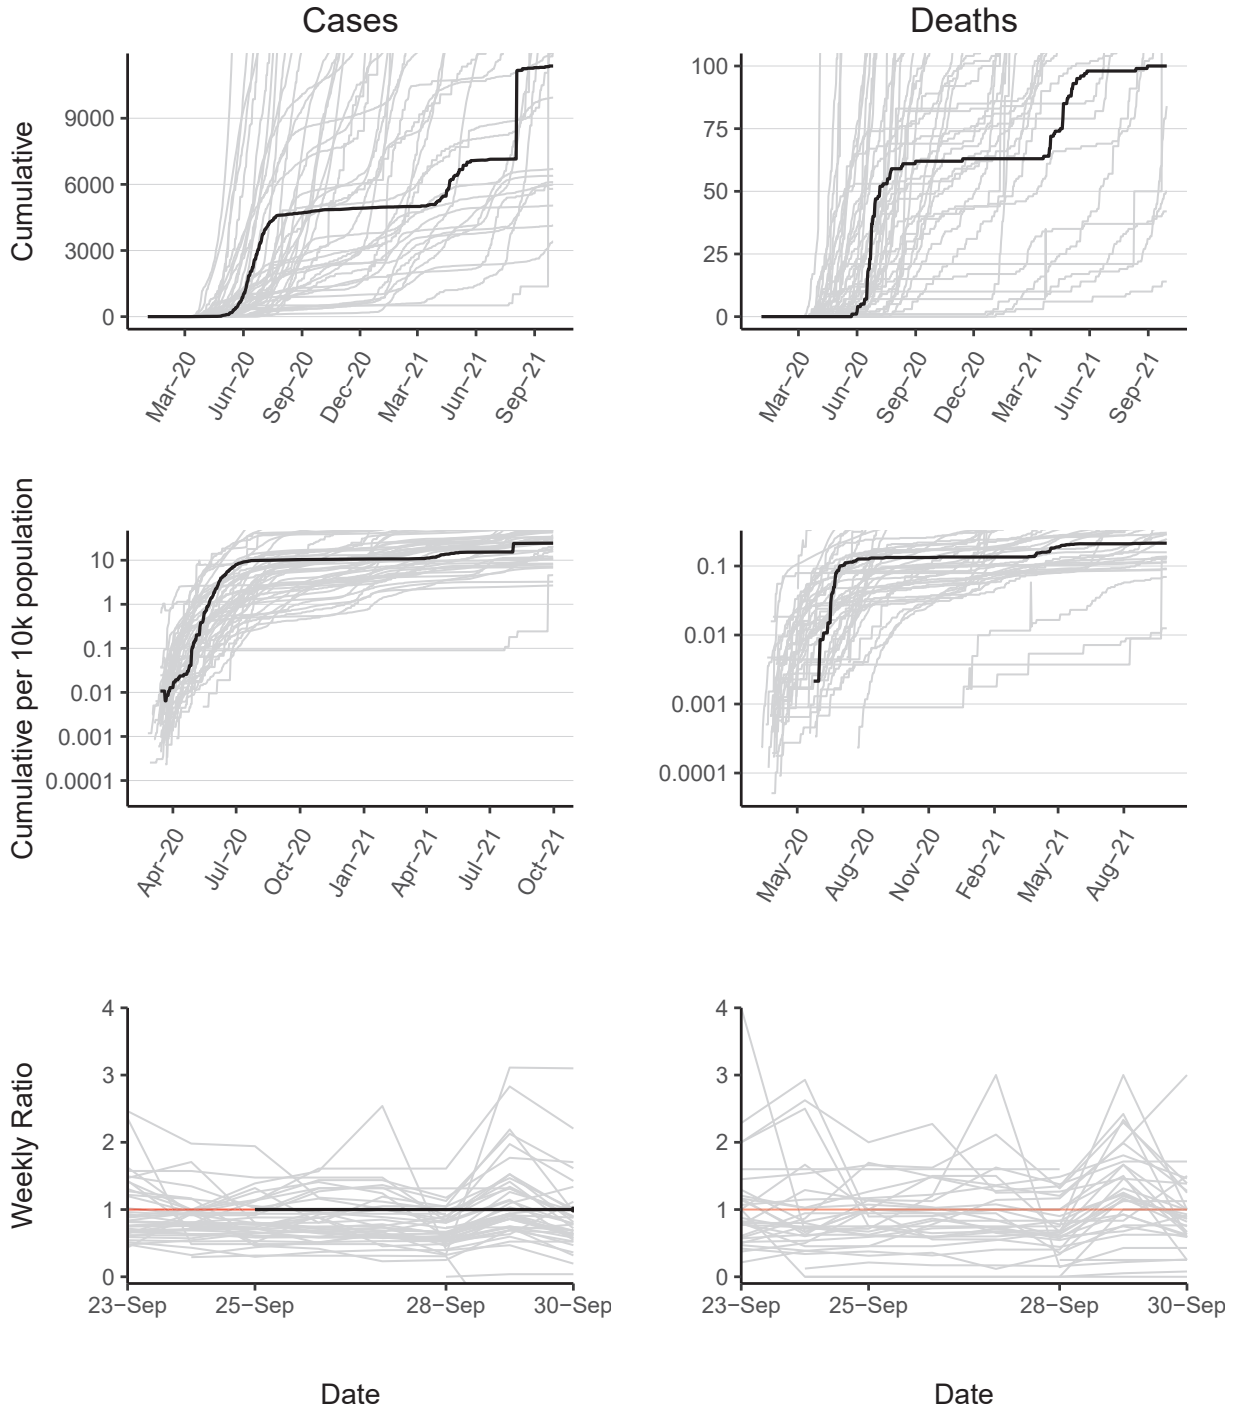 Cases
Deaths
Cumulative
9000
6000
3000
0
Mar−20
Jun−20
Sep−20
Dec−20
Mar−21
Jun−21
Sep−21
100
75
50
25
0
Mar−20
Jun−20
Sep−20
Dec−20
Mar−21
Jun−21
Sep−21
Cumulative per 10k population
10
1
0.1
0.01
0.001
0.0001
Apr−20
Jul−20
Oct−20
Jan−21
Apr−21
Jul−21
Oct−21
0.1
0.01
0.001
0.0001
May−20
Aug−20
Nov−20
Feb−21
May−21
Aug−21
Weekly Ratio
4
3
2
1
0
23−Sep
25−Sep
28−Sep
30−Sep
4
3
2
1
0
23−Sep
25−Sep
28−Sep
30−Sep
Date
Date